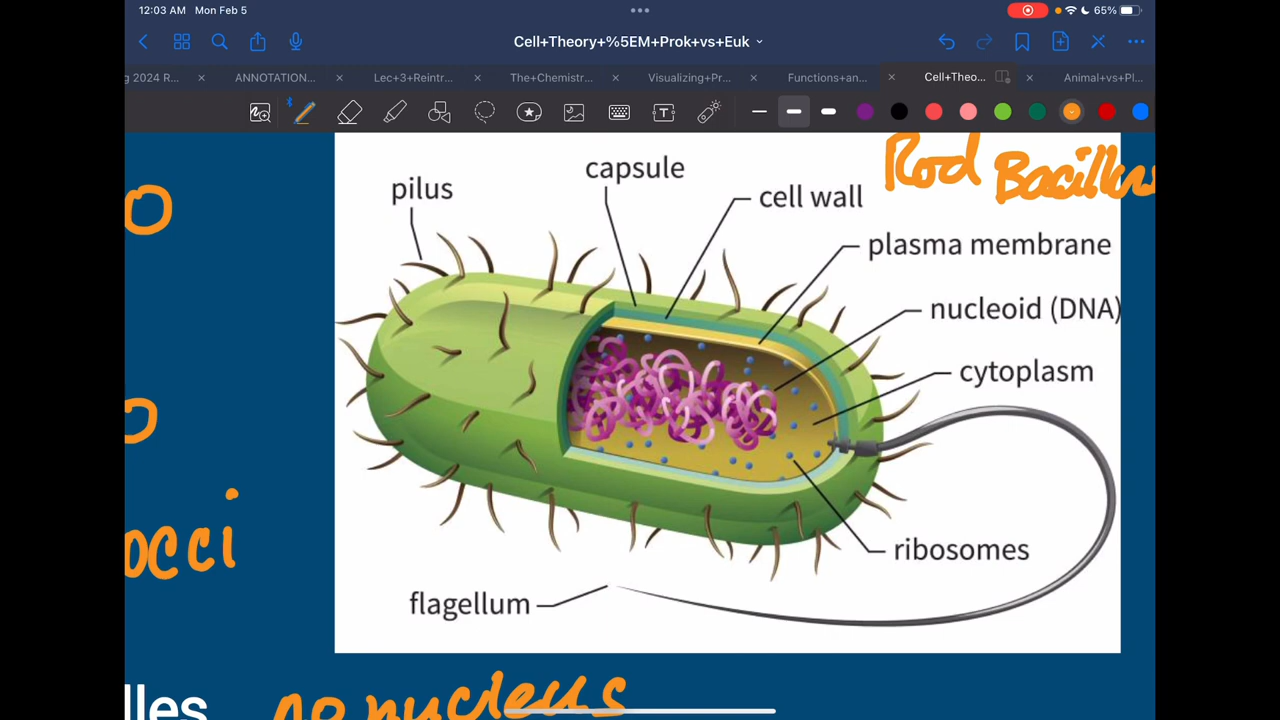 12:03 AM Mon Feb 5
65%
Cell+Theory+%5EM+Prok+vs+Euk
g 2024 R...
ANNOTATION...
Lec+3+Reintr...
The+Chemistr...
Visualizing+Pr...
Functions+an...
Cell+Theo...
Animal+vs+Pl...
Rod Bacillus
capsule
pilus
cell wall
plasma membrane
nucleoid (DNA)
cytoplasm
occi
ribosomes
flagellum
lles no nucleus